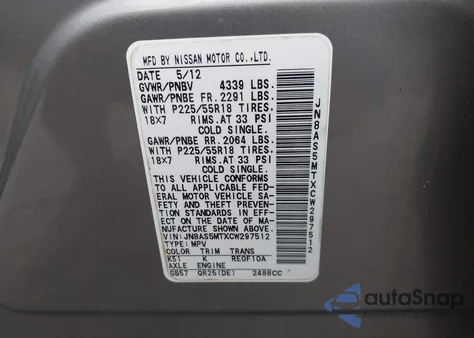 MFD BY NISSAN MOTOR CO.,LTD.
DATE 5/12
GVWR/PNBV 4339 LBS.
GAWR/PNBE FR. 2291 LBS.
WITH P225/55R18 TIRES.
18X7 RIMS.AT 33 PSI
COLD SINGLE.
GAWR/PNBE RR. 2064 LBS.
WITH P225/55R18 TIRES.
18X7 RIMS.AT 33 PSI
COLD SINGLE.
THIS VEHICLE CONFORMS
TO ALL APPLICABLE FEDE-
RAL MOTOR VEHICLE SA-
FETY AND THEFT PREVEN-
TION STANDARDS IN EFF-
ECT ON THE DATE OF MA-
NUFACTURE SHOWN ABOVE.
VIN: JN8AS5MTXCW297512
TYPE: MPV
COLOR TRIM TRANS
K51 K RE0F10A
AXLE ENGINE
GB57 QR25(DE) 2488CC
JN8AS5MTXCW297512
autaSnap